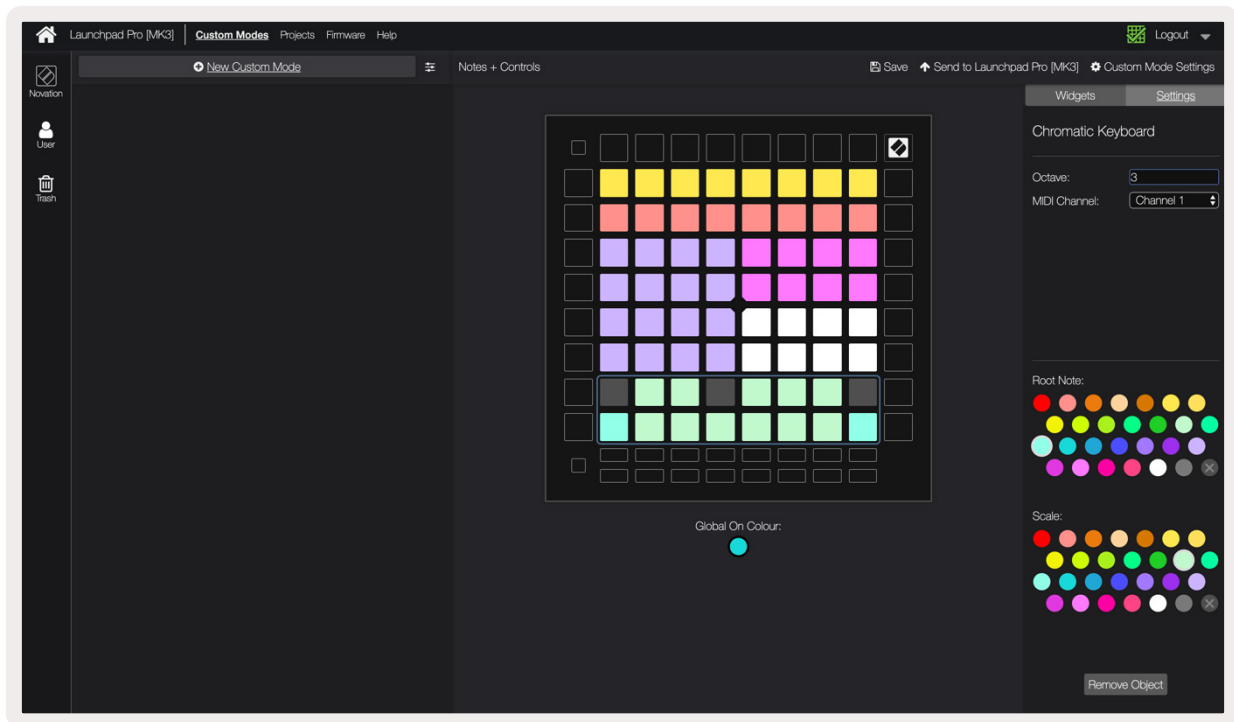 Launchpad Pro [MK3] Custom Modes Projects Firmware Help Logout
New Custom Mode Notes + Controls Save Send to Launchpad Pro [MK3] Custom Mode Settings
Novation
User
Trash
Widgets Settings
Chromatic Keyboard
Octave: 3
MIDI Channel: Channel 1
Root Note:
Scale:
Global On Colour:
Remove Object